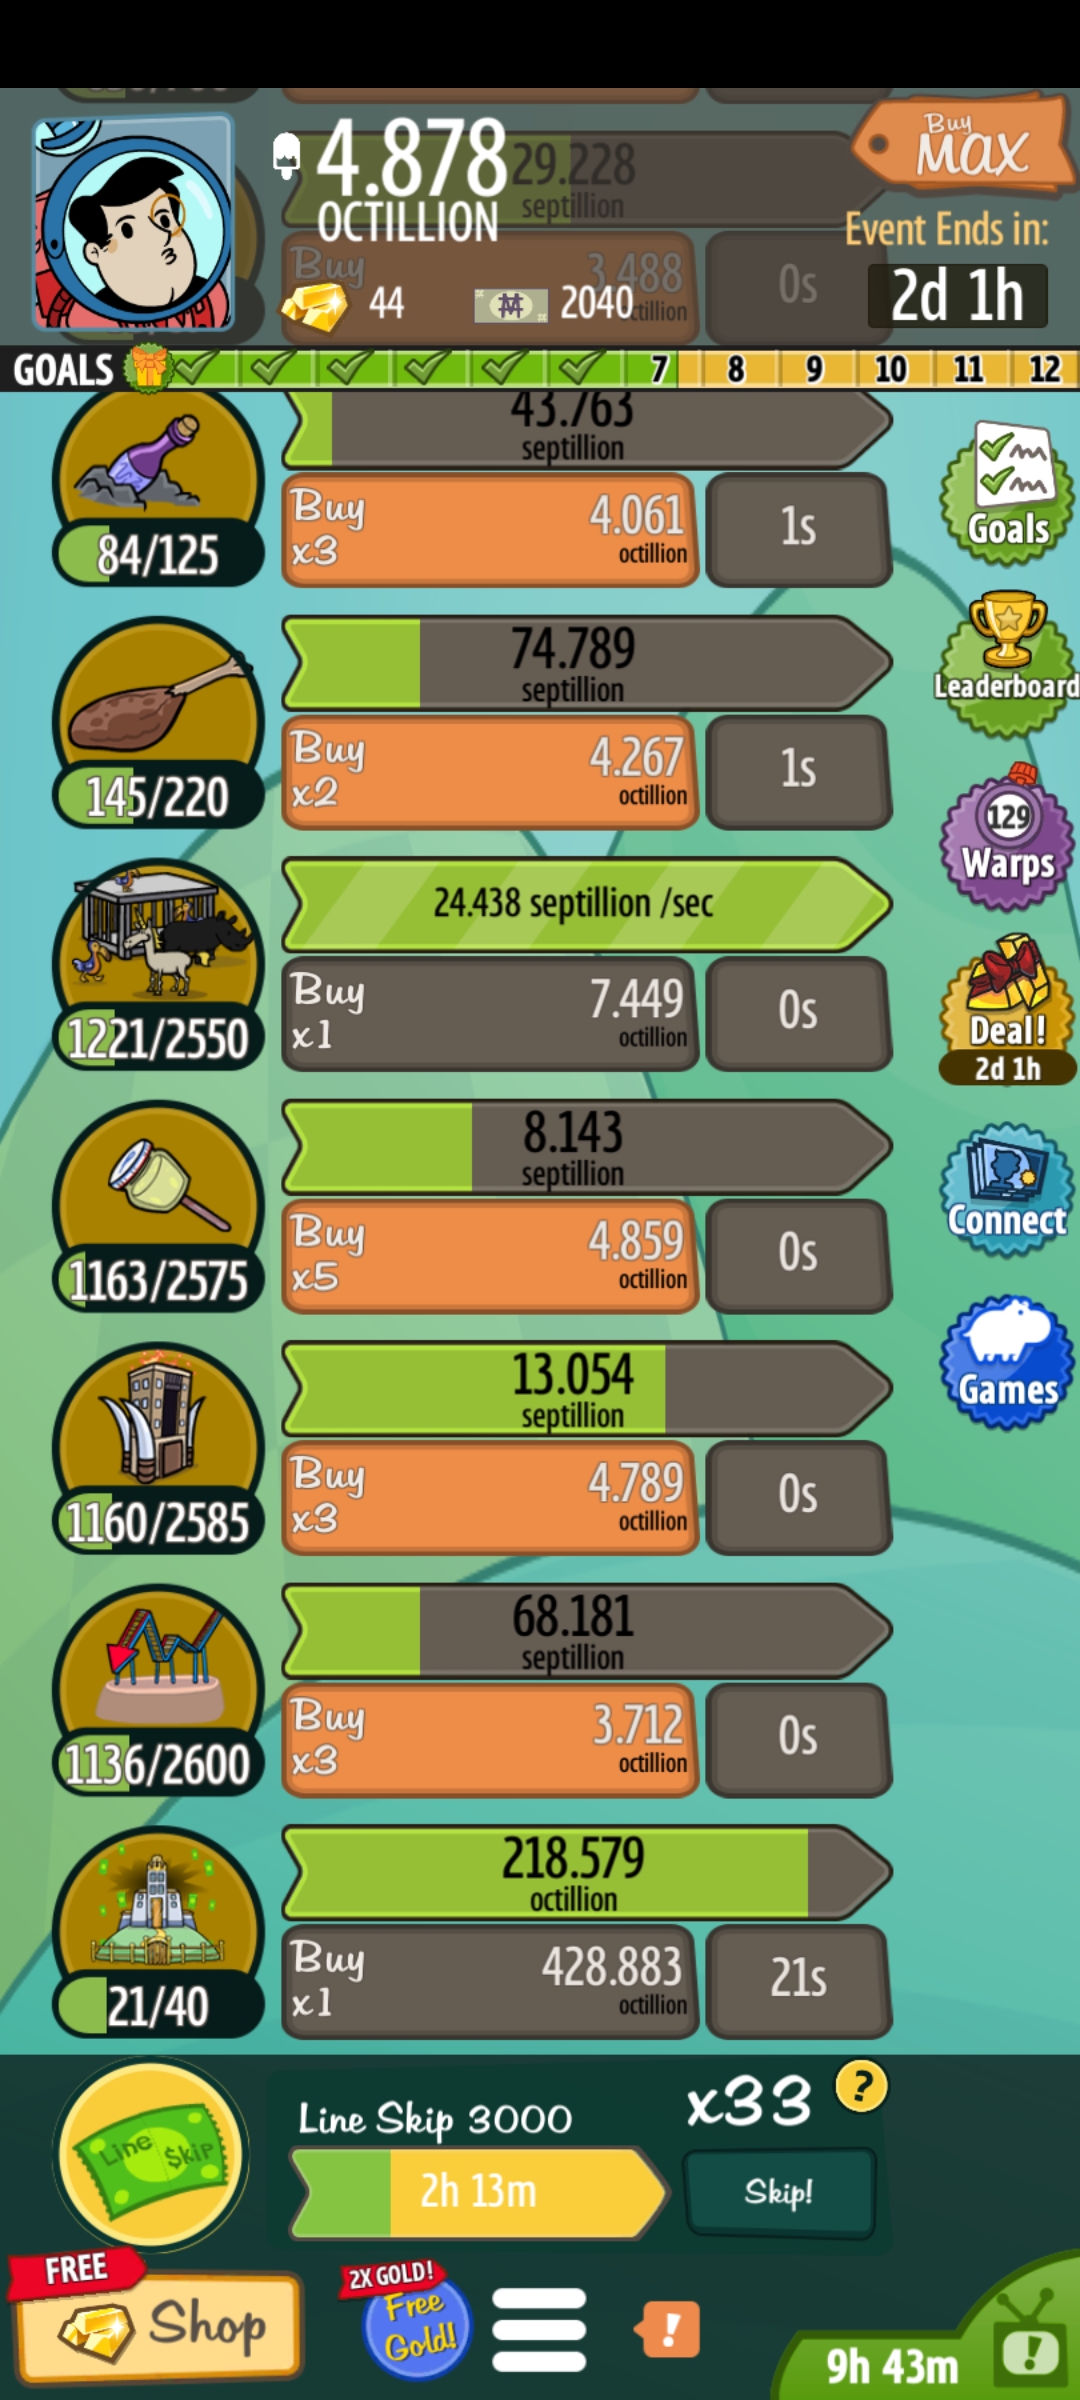 4.878
OCTILLION
29.228
septillion
Buy
MAX
Event Ends in:
2d 1h
Buy
3.488
0s
44
2040
GOALS 7 8 9 10 11 12
43.763
septillion
84/125
Buy
x3
4.061
octillion
1s
Goals
74.789
septillion
145/220
Buy
x2
4.267
octillion
1s
Leaderboard
24.438 septillion /sec
1221/2550
Buy
x1
7.449
octillion
0s
129
Warps
Deal!
2d 1h
8.143
septillion
1163/2575
Buy
x5
4.859
octillion
0s
Connect
13.054
septillion
1160/2585
Buy
x3
4.789
octillion
0s
Games
68.181
septillion
1136/2600
Buy
x3
3.712
octillion
0s
218.579
octillion
21/40
Buy
x1
428.883
octillion
21s
Line $kip
Line Skip 3000
2h 13m
x33
?
Skip!
FREE
Shop
2X GOLD!
Free
Gold!
!
9h 43m
!